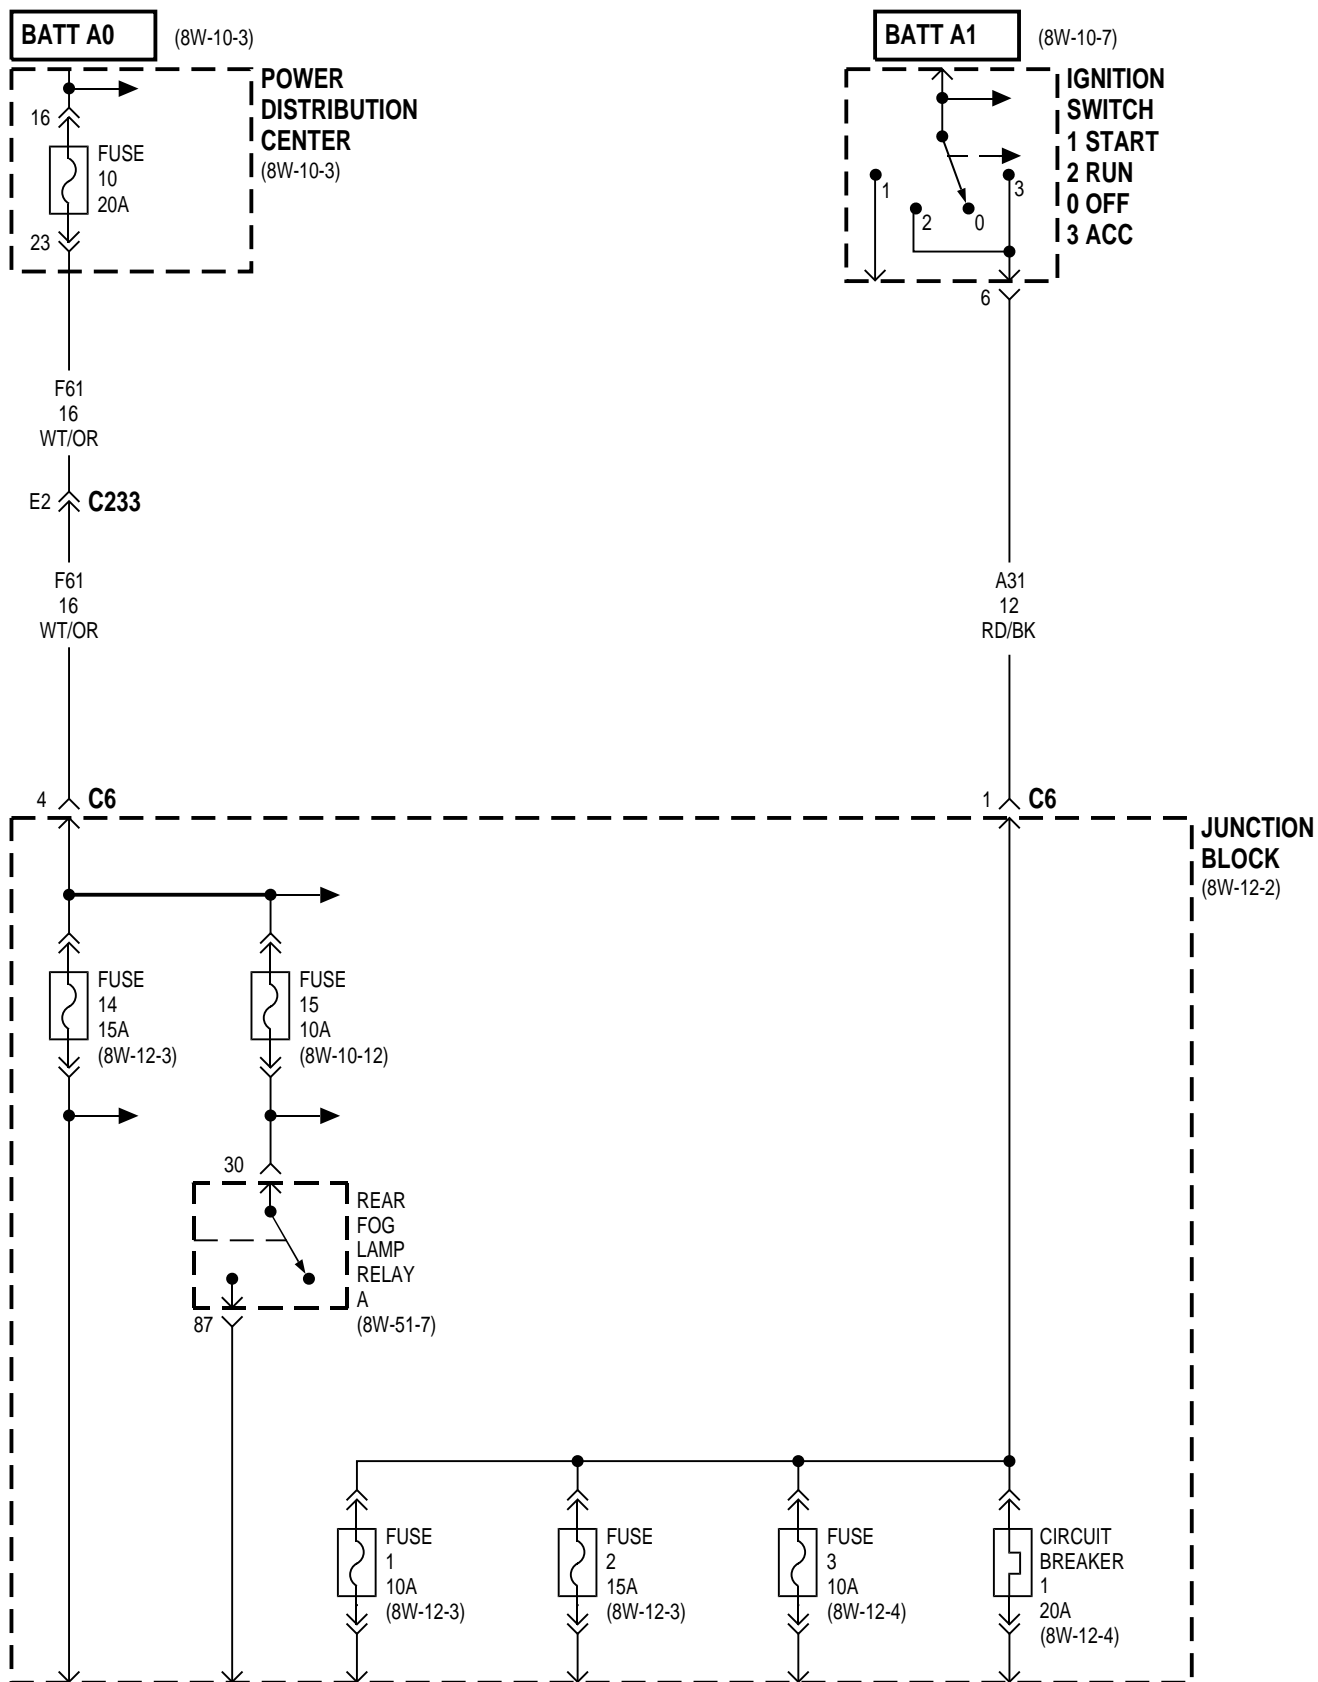 BATT A0
(8W-10-3)
BATT A1
(8W-10-7)
POWER
DISTRIBUTION
CENTER
(8W-10-3)
16
FUSE
10
20A
23
IGNITION
SWITCH
1 START
2 RUN
0 OFF
3 ACC
1
2
0
3
6
F61
16
WT/OR
E2
C233
F61
16
WT/OR
A31
12
RD/BK
4
C6
1
C6
JUNCTION
BLOCK
(8W-12-2)
FUSE
14
15A
(8W-12-3)
FUSE
15
10A
(8W-10-12)
30
REAR
FOG
LAMP
RELAY
A
(8W-51-7)
87
FUSE
1
10A
(8W-12-3)
FUSE
2
15A
(8W-12-3)
FUSE
3
10A
(8W-12-4)
CIRCUIT
BREAKER
1
20A
(8W-12-4)